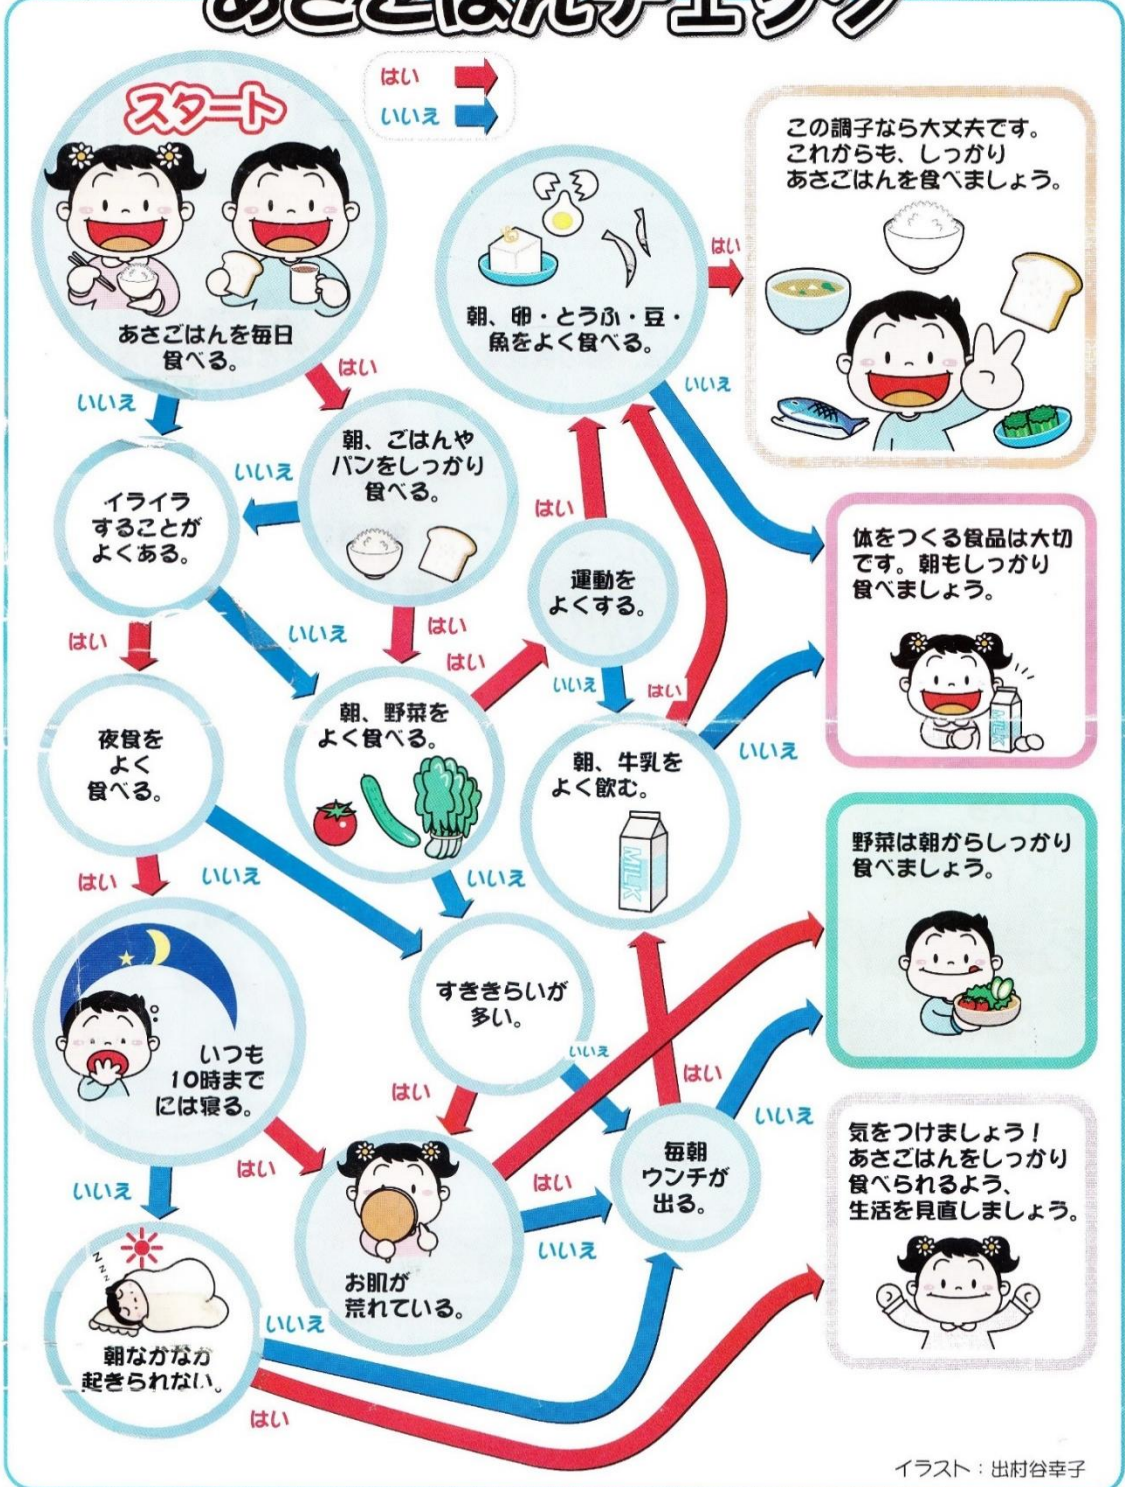 あさごはんチェック
はい
いいえ
スタート
あさごはんを毎日
食べる。
はい
いいえ
朝、卵・とうふ・豆・
魚をよく食べる。
はい
いいえ
この調子なら大丈夫です。
これからも、しっかり
あさごはんを食べましょう。
朝、ごはんや
パンをしっかり
食べる。
いいえ
はい
イライラ
することが
よくある。
はい
いいえ
運動を
よくする。
はい
いいえ
体をつくる食品は大切
です。朝もしっかり
食べましょう。
MILK
朝、野菜を
よく食べる。
はい
いいえ
夜食を
よく
食べる。
はい
いいえ
朝、牛乳を
よく飲む。
MILK
はい
いいえ
野菜は朝からしっかり
食べましょう。
すききらいが
多い。
はい
いいえ
いつも
10時まで
には寝る。
はい
いいえ
毎朝
ウンチが
出る。
はい
いいえ
お肌が
荒れている。
はい
いいえ
気をつけましょう!
あさごはんをしっかり
食べられるよう、
生活を見直しましょう。
zzz
朝なかなか
起きられない。
いいえ
はい
イラスト:出村谷幸子